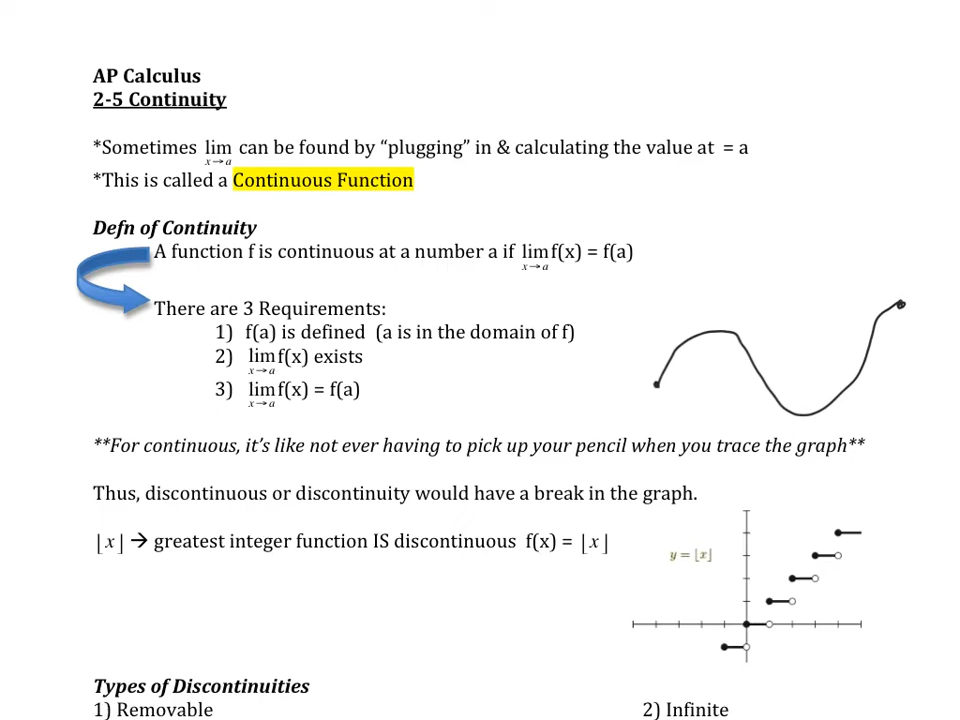 AP Calculus
2-5 Continuity
*Sometimes lim x→a can be found by “plugging” in & calculating the value at = a
*This is called a Continuous Function
Defn of Continuity
A function f is continuous at a number a if lim x→a f(x) = f(a)
There are 3 Requirements:
1) f(a) is defined (a is in the domain of f)
2) lim x→a f(x) exists
3) lim x→a f(x) = f(a)
**For continuous, it’s like not ever having to pick up your pencil when you trace the graph**
Thus, discontinuous or discontinuity would have a break in the graph.
⌊x⌋ → greatest integer function IS discontinuous f(x) = ⌊x⌋
y = ⌊x⌋
Types of Discontinuities
1) Removable 2) Infinite